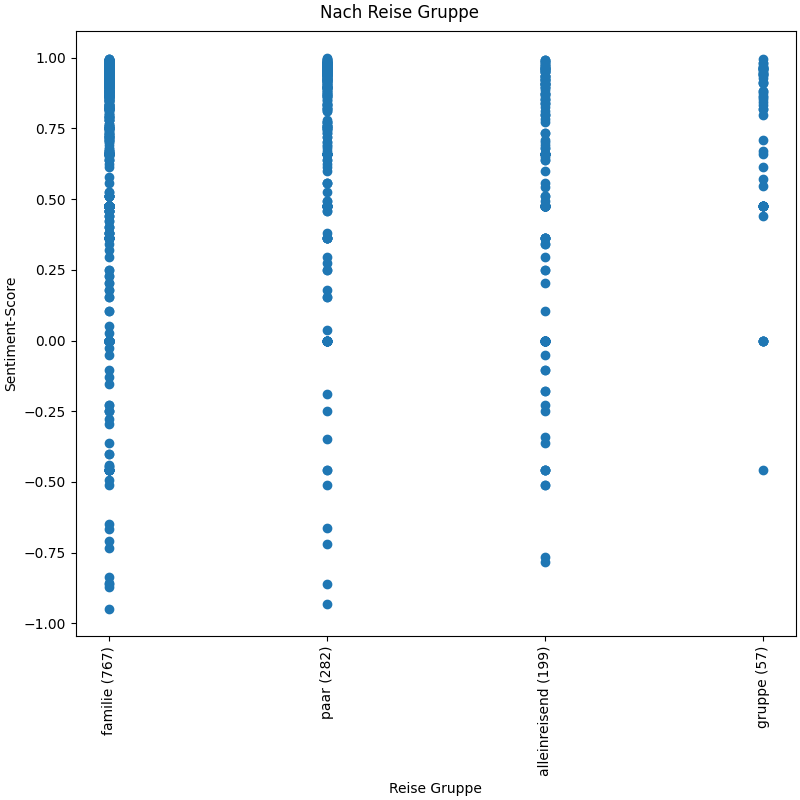 Nach Reise Gruppe
Sentiment-Score
1.00
0.75
0.50
0.25
0.00
−0.25
−0.50
−0.75
−1.00
familie (767)
paar (282)
alleinreisend (199)
gruppe (57)
Reise Gruppe